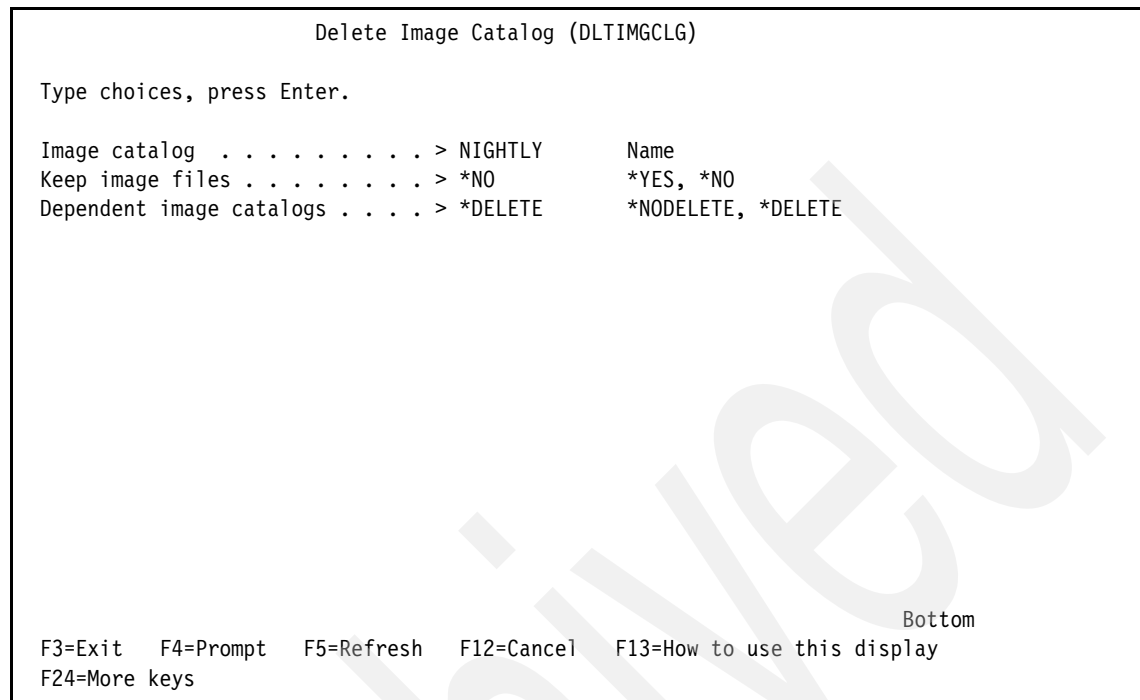 Delete Image Catalog (DLTIMGCLG)
Type choices, press Enter.
Image catalog . . . . . . . . . > NIGHTLY Name
Keep image files . . . . . . . . > *NO *YES, *NO
Dependent image catalogs . . . . > *DELETE *NODELETE, *DELETE
Bottom
F3=Exit F4=Prompt F5=Refresh F12=Cancel F13=How to use this display
F24=More keys
hived